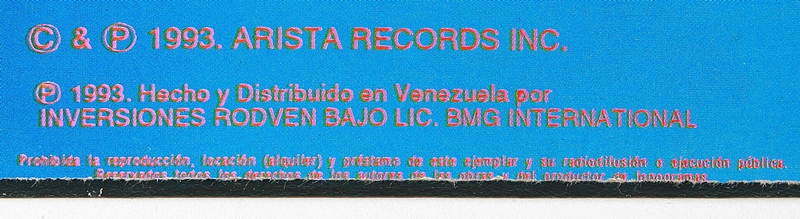 © & ℗ 1993. ARISTA RECORDS INC.
℗ 1993. Hecho y Distribuido en Venezuela por
INVERSIONES RODVEN BAJO LIC. BMG INTERNATIONAL
Prohibida la reproducción, locación (alquiler) y préstamo de este ejemplar y su radiodifusión o ejecución pública.
Reservados todos los derechos de los autores de las obras y del productor de fonogramas.